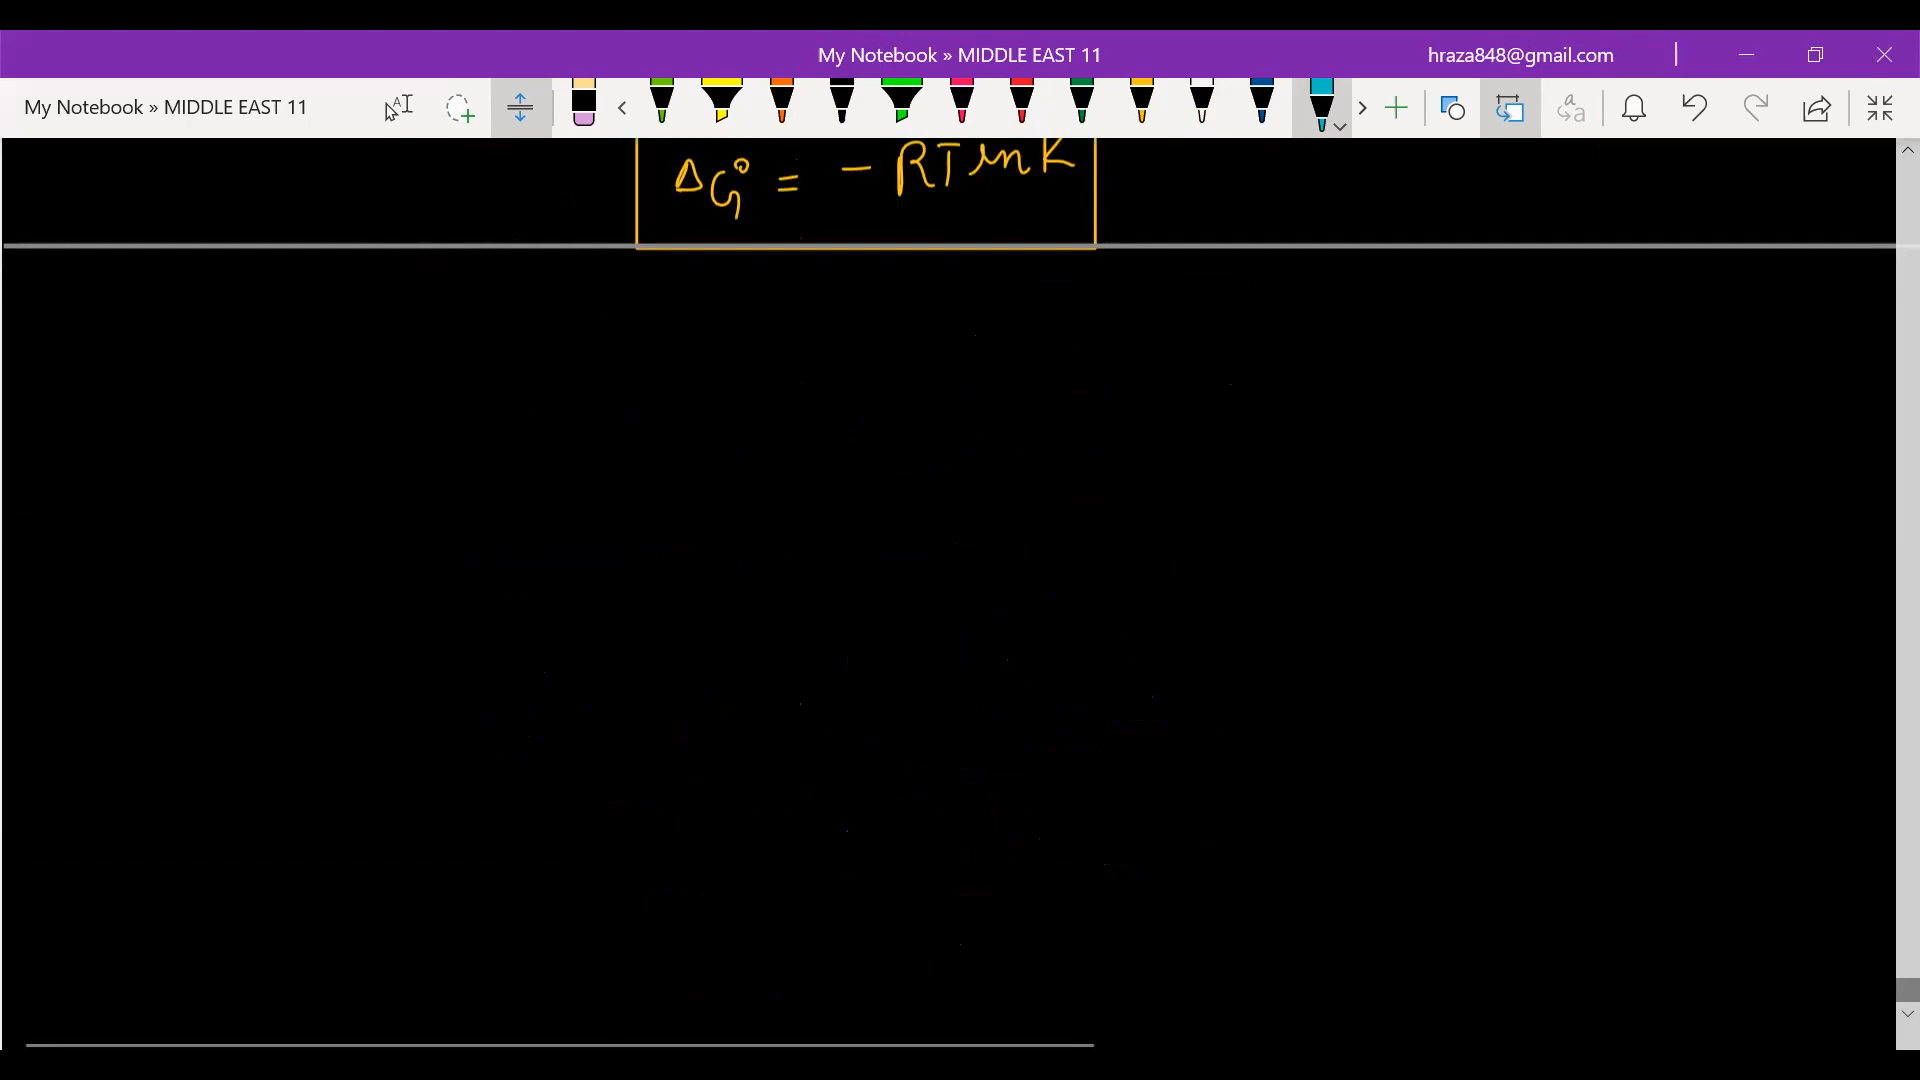 My Notebook » MIDDLE EAST 11
hraza848@gmail.com
My Notebook » MIDDLE EAST 11
ΔG° = - RT ln K